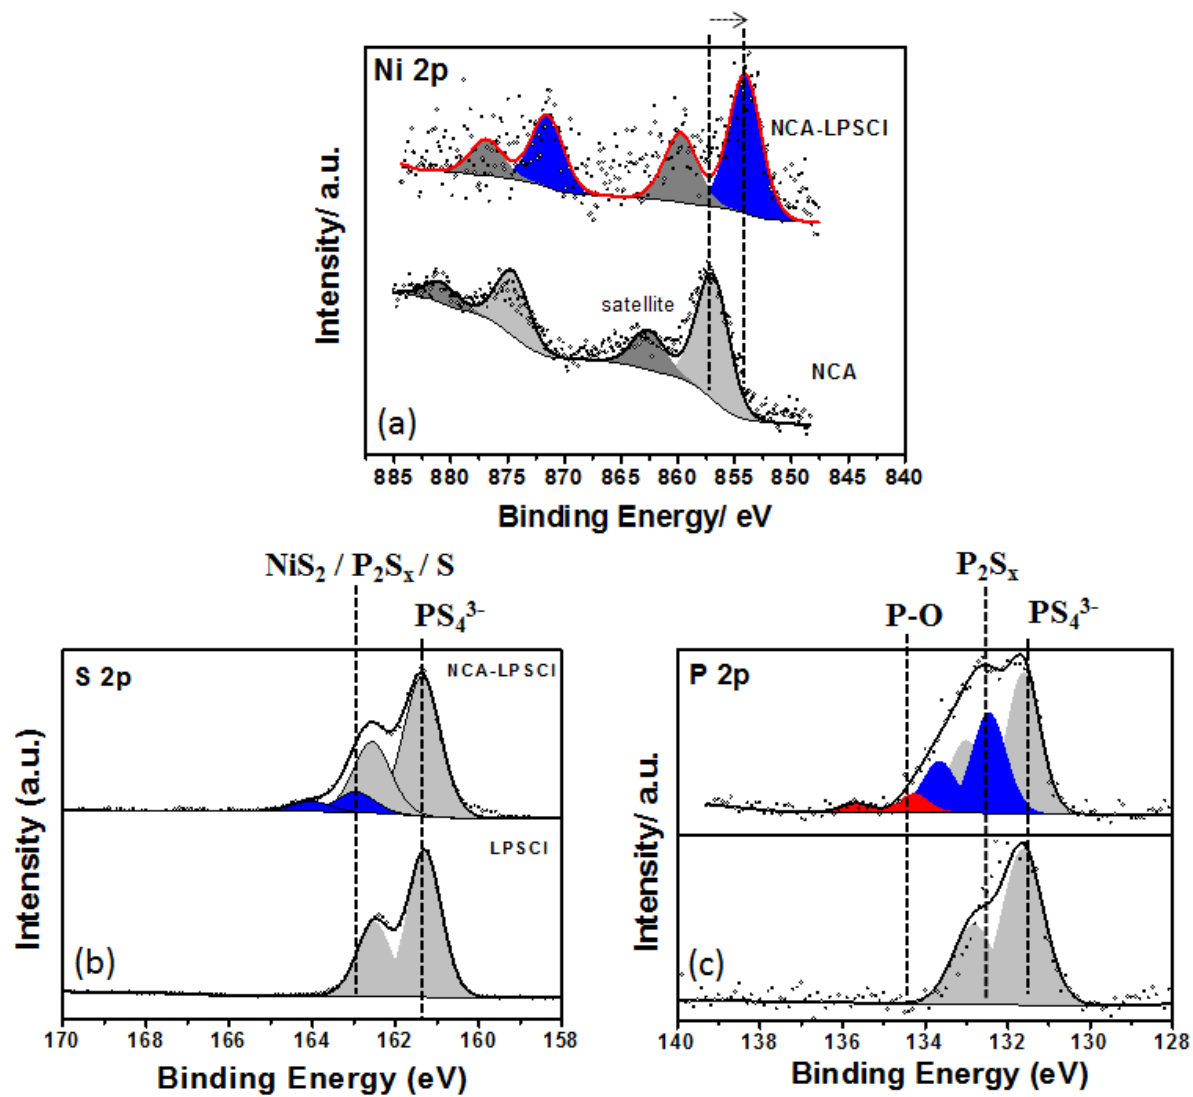 Ni 2p
NCA-LPSCl
satellite
NCA
(a)
Intensity/ a.u.
885 880 875 870 865 860 854 850 845 840
Binding Energy/ eV
NiS₂ / P₂Sₓ / S
PS₄³⁻
S 2p
NCA-LPSCl
LPSCl
(b)
Intensity (a.u.)
170 168 166 164 162 160 158
Binding Energy (eV)
P₂Sₓ
P-O
PS₄³⁻
P 2p
(c)
Intensity/ a.u.
140 138 136 134 132 130 128
Binding Energy (eV)